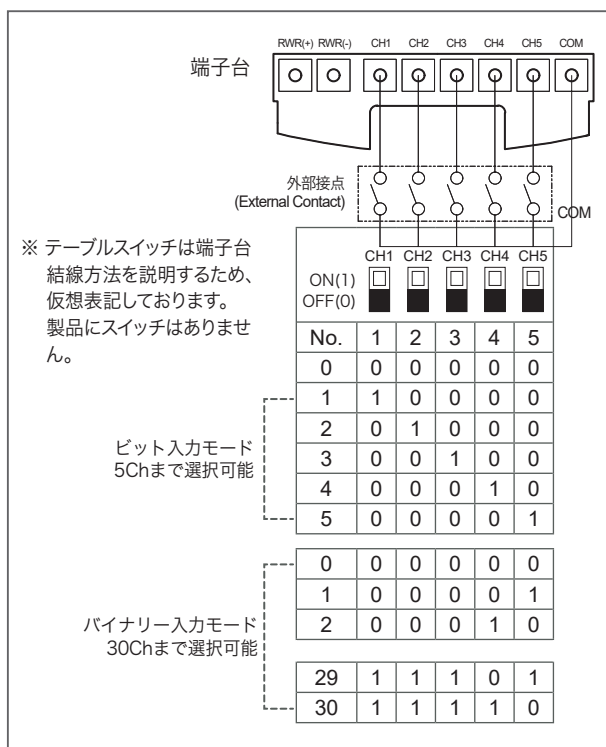 RWR(+) RWR(-) CH1 CH2 CH3 CH4 CH5 COM
端子台
外部接点
(External Contact)
COM
※ テーブルスイッチは端子台
結線方法を説明するため、
仮想表記しております。
製品にスイッチはありませ
ん。
CH1 CH2 CH3 CH4 CH5
ON(1)
OFF(0)
No. 1 2 3 4 5
0 0 0 0 0 0
1 1 0 0 0 0
2 0 1 0 0 0
3 0 0 1 0 0
4 0 0 0 1 0
5 0 0 0 0 1
ビット入力モード
5Chまで選択可能
0 0 0 0 0 0
1 0 0 0 0 1
2 0 0 0 1 0
バイナリー入力モード
30Chまで選択可能
29 1 1 1 0 1
30 1 1 1 1 0